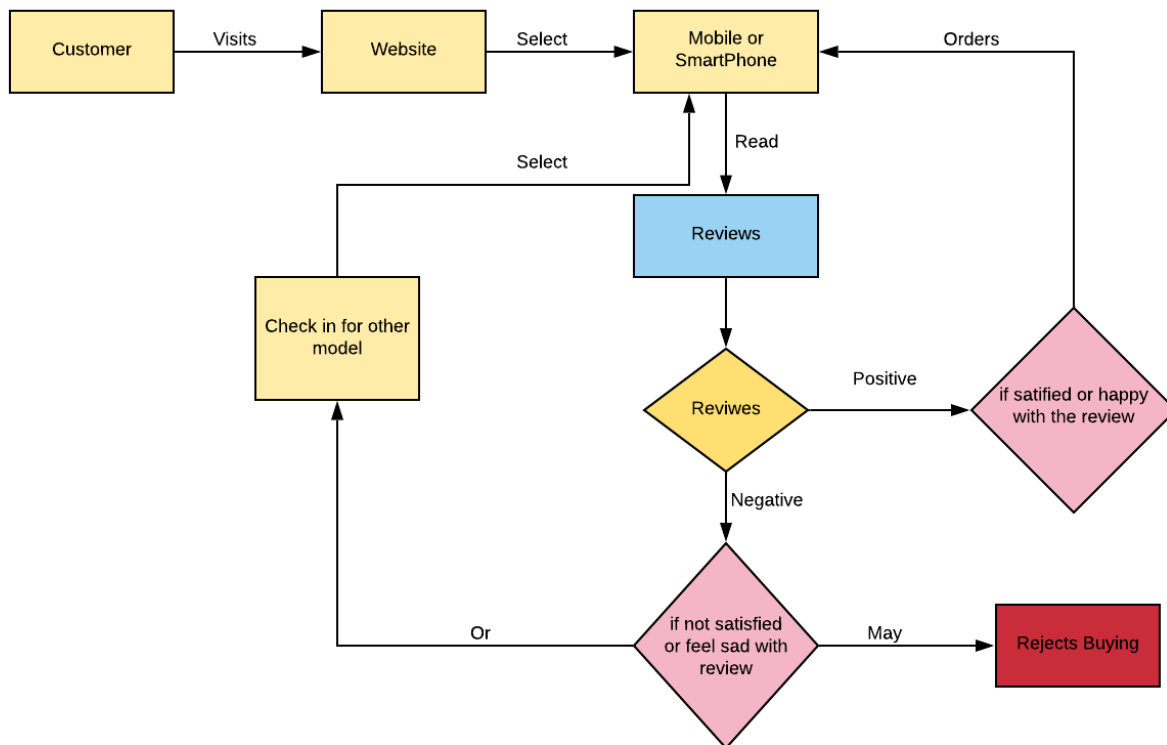 Customer
Visits
Website
Select
Mobile or
SmartPhone
Orders
Read
Select
Reviews
Check in for other
model
Reviwes
Positive
if satified or happy
with the review
Negative
if not satisfied
or feel sad with
review
Or
May
Rejects Buying